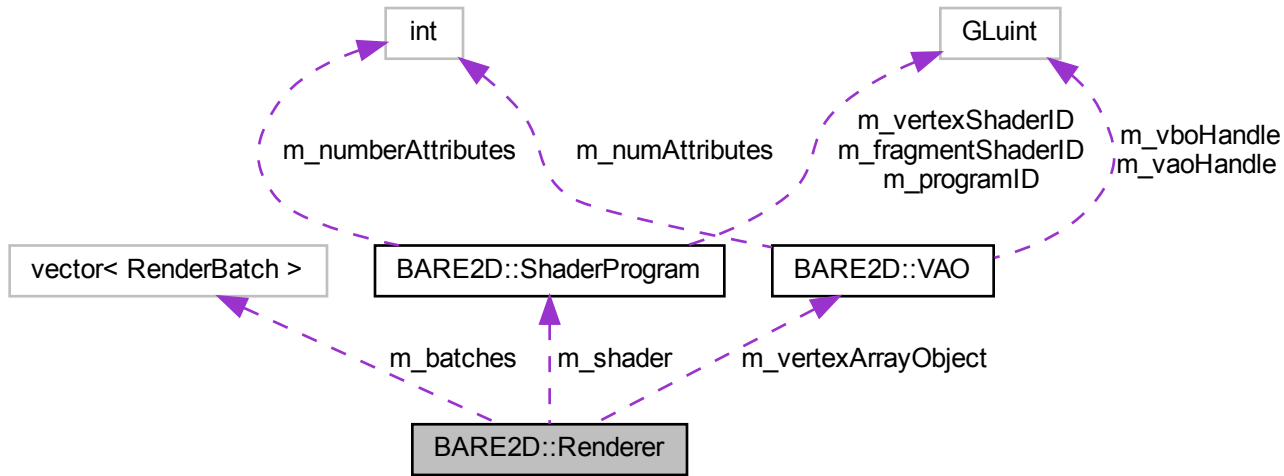 int
GLuint
m_numberAttributes
m_numAttributes
m_vertexShaderID
m_fragmentShaderID
m_programID
m_vboHandle
m_vaoHandle
vector< RenderBatch >
BARE2D::ShaderProgram
BARE2D::VAO
m_batches
m_shader
m_vertexArrayObject
BARE2D::Renderer